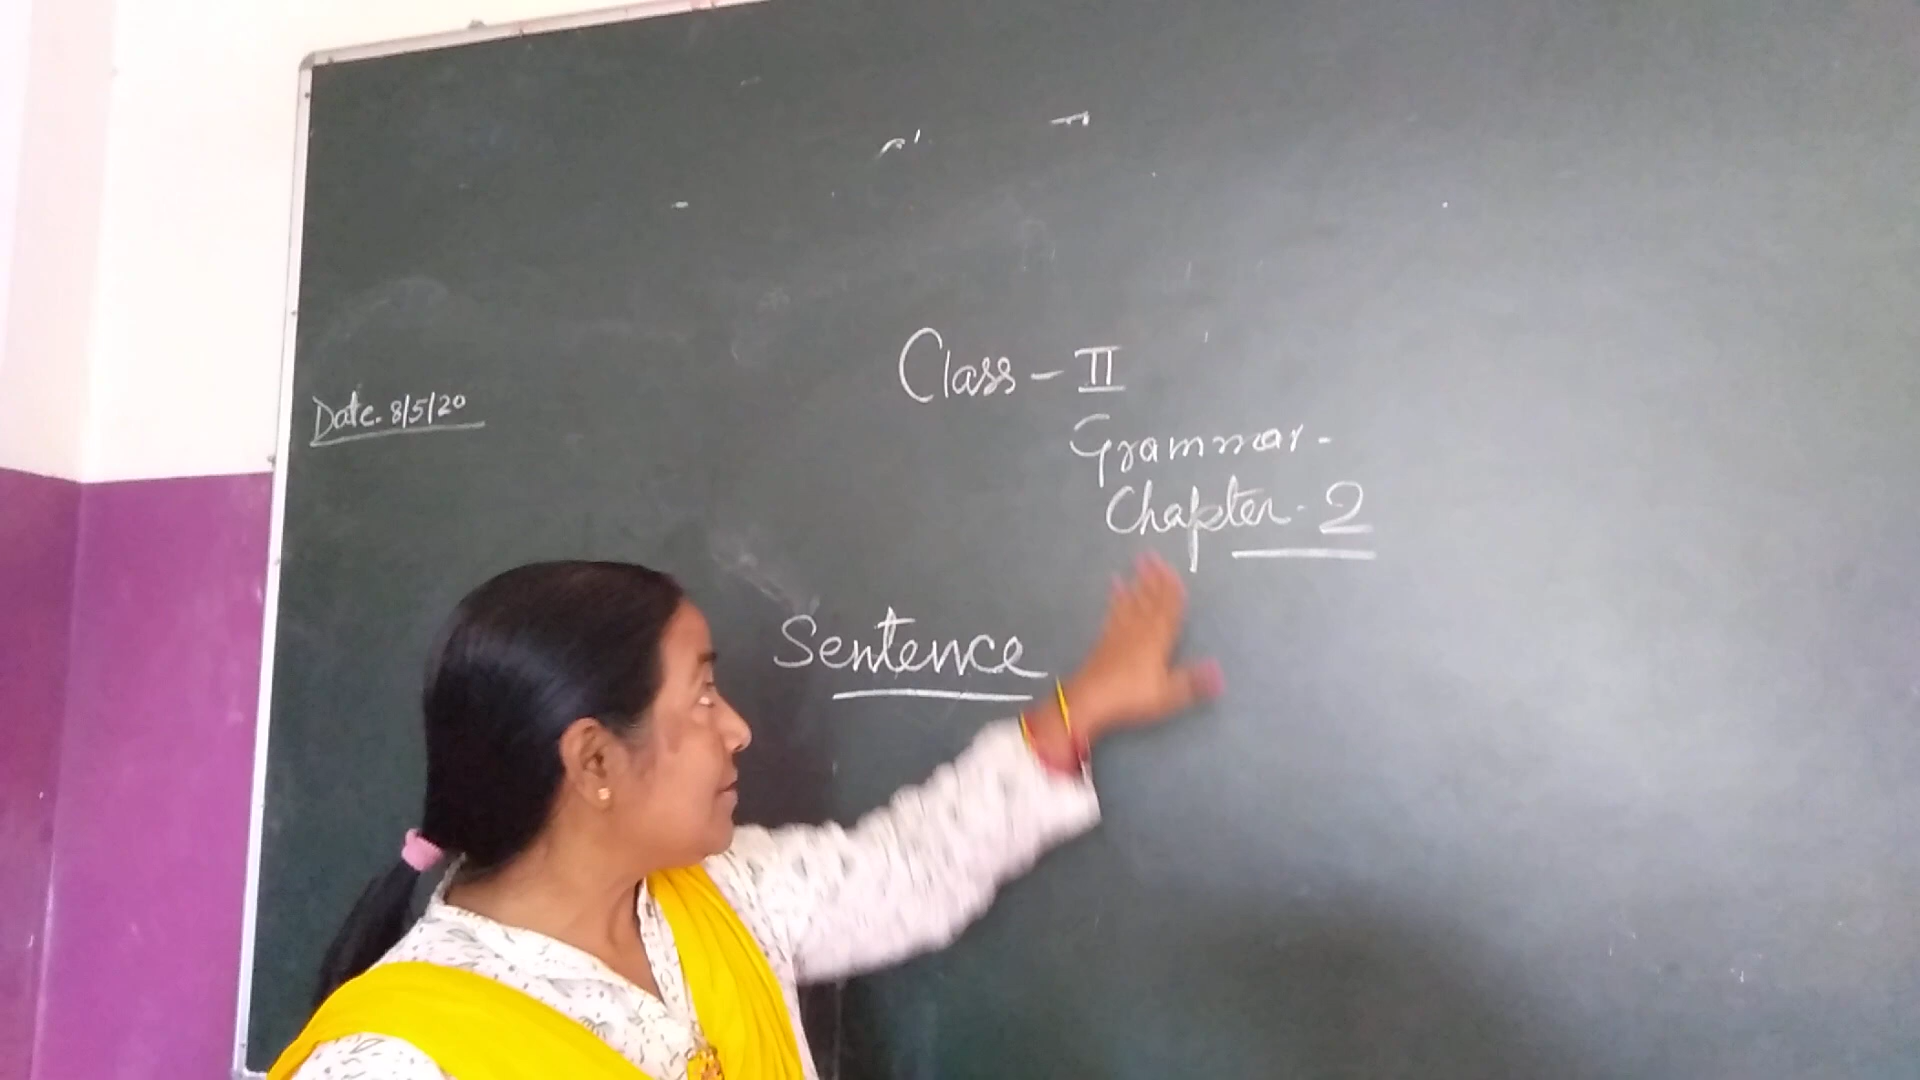 Date. 8/5/20
Class - II
Grammar -
Chapter - 2
Sentence